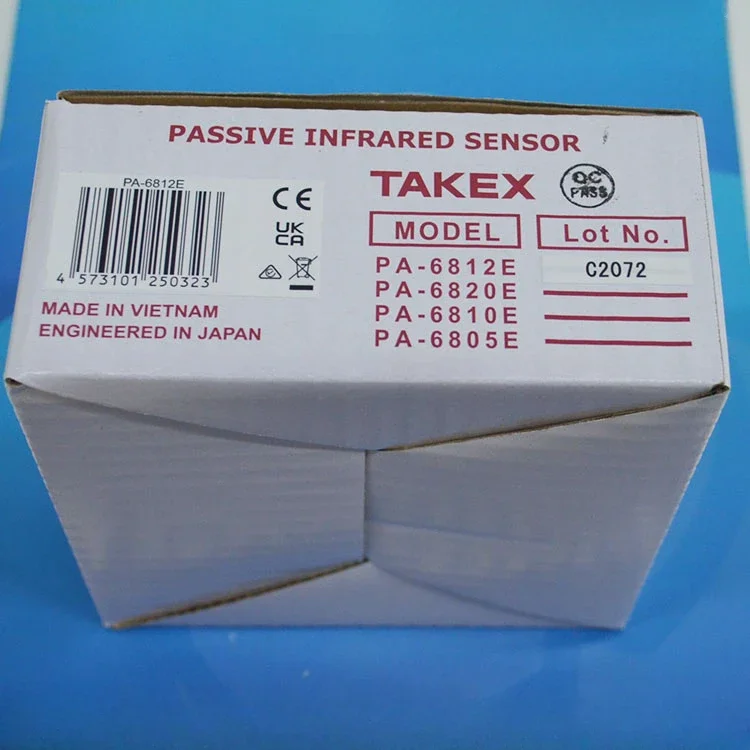 PASSIVE INFRARED SENSOR
PA-6812E
4 573101 250323
CE
UK
CA
MADE IN VIETNAM
ENGINEERED IN JAPAN
TAKEX
QC
PASS
MODEL
Lot No.
PA-6812E
C2072
PA-6820E
PA-6810E
PA-6805E